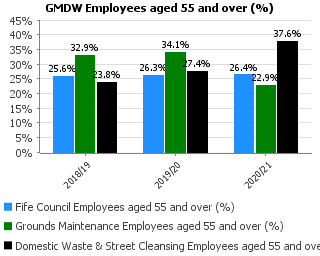 GMDW Employees aged 55 and over (%)
45%
40%
35%
30%
25%
20%
15%
10%
5%
0%
25.6% 32.9% 23.8%
26.3% 34.1% 27.4%
26.4% 22.9% 37.6%
2018/19 2019/20 2020/21
Fife Council Employees aged 55 and over (%)
Grounds Maintenance Employees aged 55 and over (%)
Domestic Waste & Street Cleansing Employees aged 55 and ove